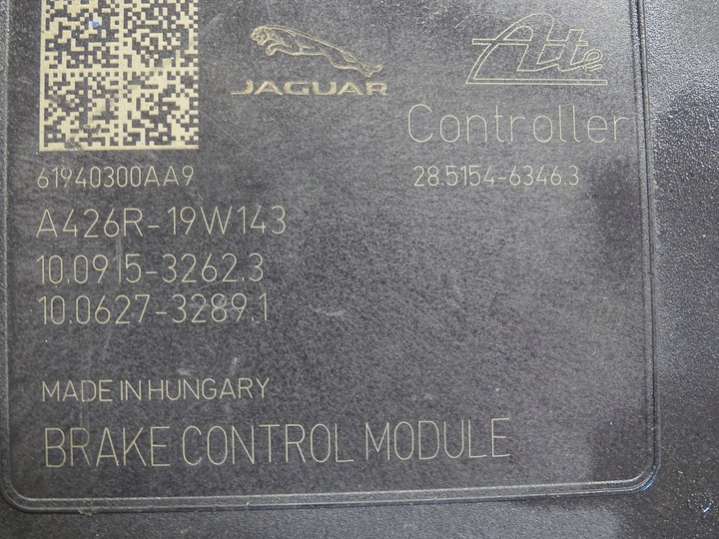 JAGUAR
Ate
Controller
61940300AA9
28.5154-6346.3
A426R-19W143
10.0915-3262.3
10.0627-3289.1
MADE IN HUNGARY
BRAKE CONTROL MODULE